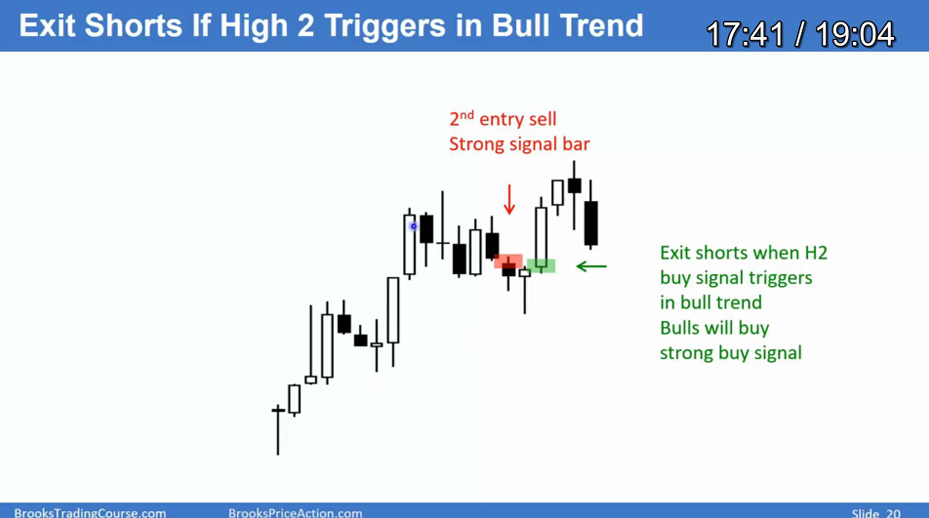 Exit Shorts If High 2 Triggers in Bull Trend
17:41 / 19:04
2nd entry sell
Strong signal bar
Exit shorts when H2
buy signal triggers
in bull trend
Bulls will buy
strong buy signal
BrooksTradingCourse.com
BrooksPriceAction.com
Slide 20